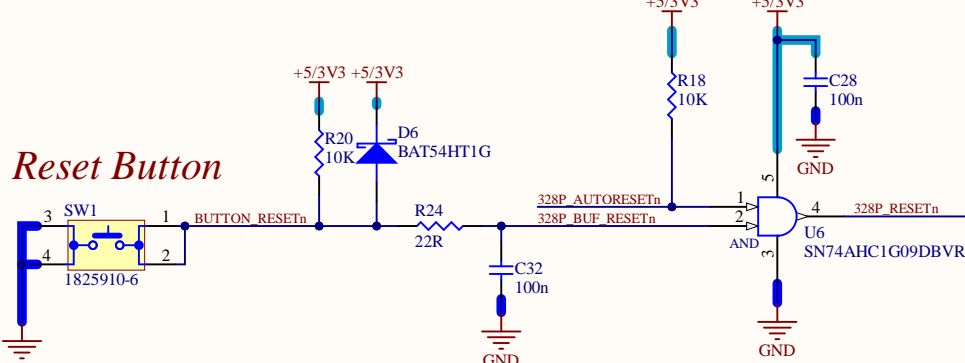 +5/3V3
+5/3V3
R18
10K
C28
100n
GND
+5/3V3
+5/3V3
R20
10K
D6
BAT54HT1G
Reset Button
SW1
3
4
1
2
1825910-6
BUTTON_RESETn
R24
22R
C32
100n
GND
328P_AUTORESETn
328P_BUF_RESETn
1
2
5
4
3
AND
U6
SN74AHC1G09DBVR
328P_RESETn
GND